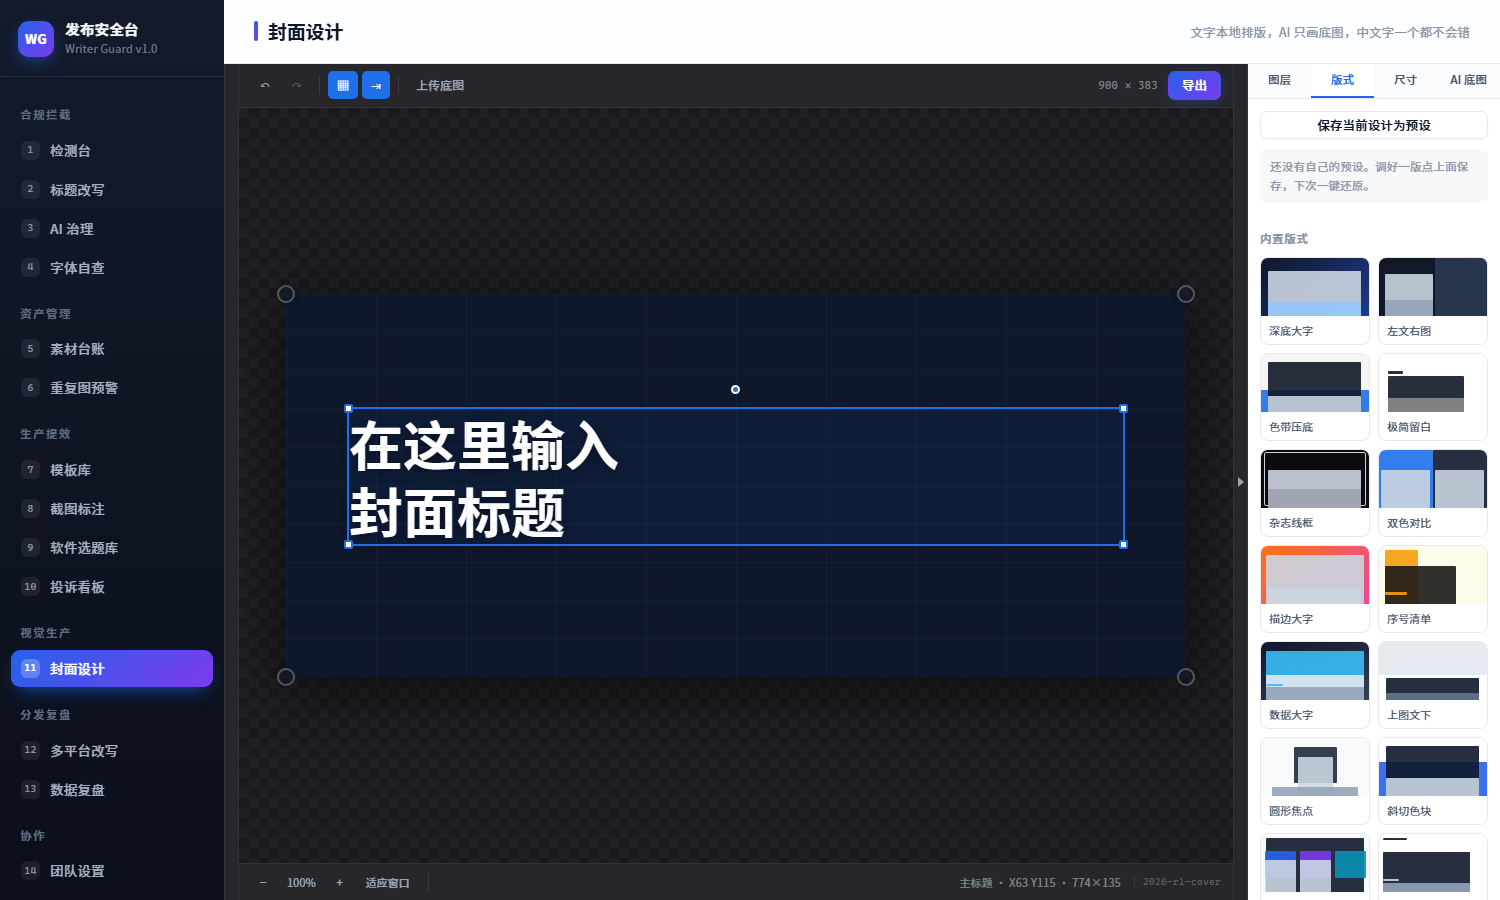 WG
发布安全台
Writer Guard v1.0
合规拦截
1 检测台
2 标题改写
3 AI 治理
4 字体自查
资产管理
5 素材台账
6 重复图预警
生产提效
7 模板库
8 截图标注
9 软件选题库
10 投诉看板
视觉生产
11 封面设计
分发复盘
12 多平台改写
13 数据复盘
协作
14 团队设置
封面设计
文字本地排版，AI 只画底图，中文字一个都不会错
上传底图
900 × 383
导出
在这里输入
封面标题
− 100% + 适应窗口
主标题 · X63 Y115 · 774×135
2026-r1-cover
图层 版式 尺寸 AI 底图
保存当前设计为预设
还没有自己的预设。调好一版点上面保
存，下次一键还原。
内置版式
深底大字 左文右图
色带压底 极简留白
杂志线框 双色对比
描边大字 序号清单
数据大字 上图文下
圆形焦点 斜切色块